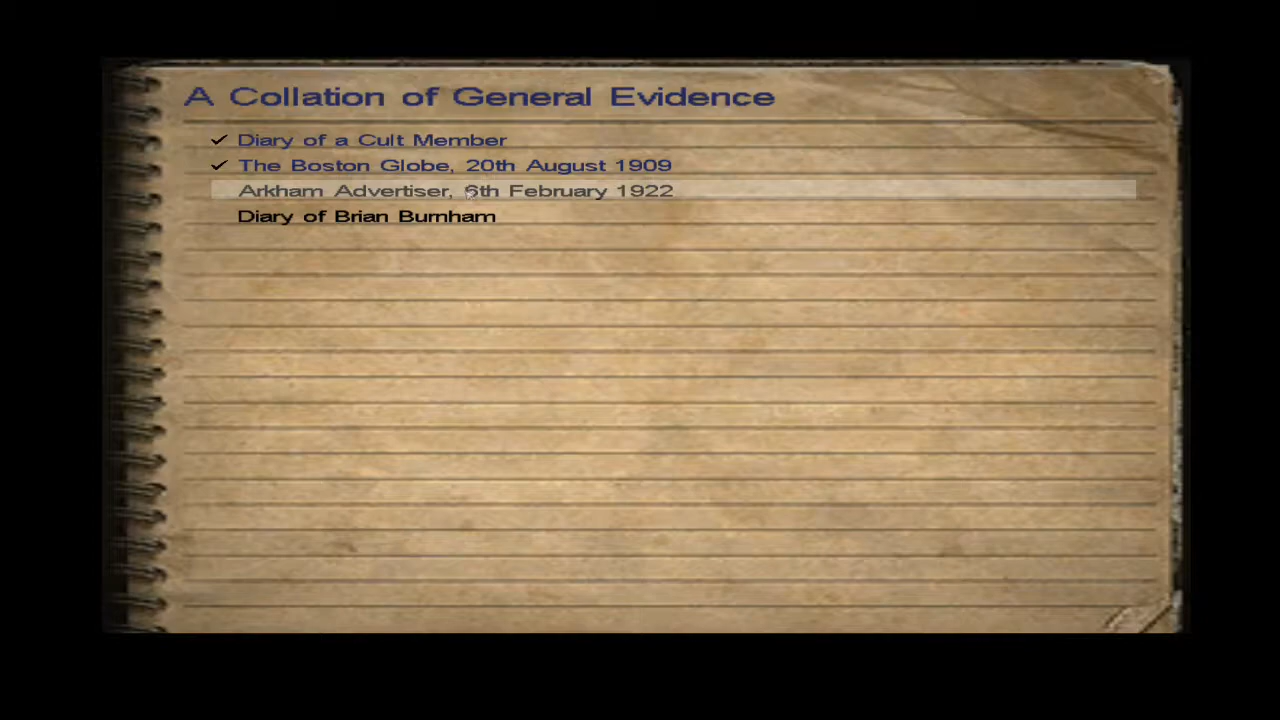 A Collation of General Evidence
Diary of a Cult Member
The Boston Globe, 20th August 1909
Arkham Advertiser, 6th February 1922
Diary of Brian Burnham